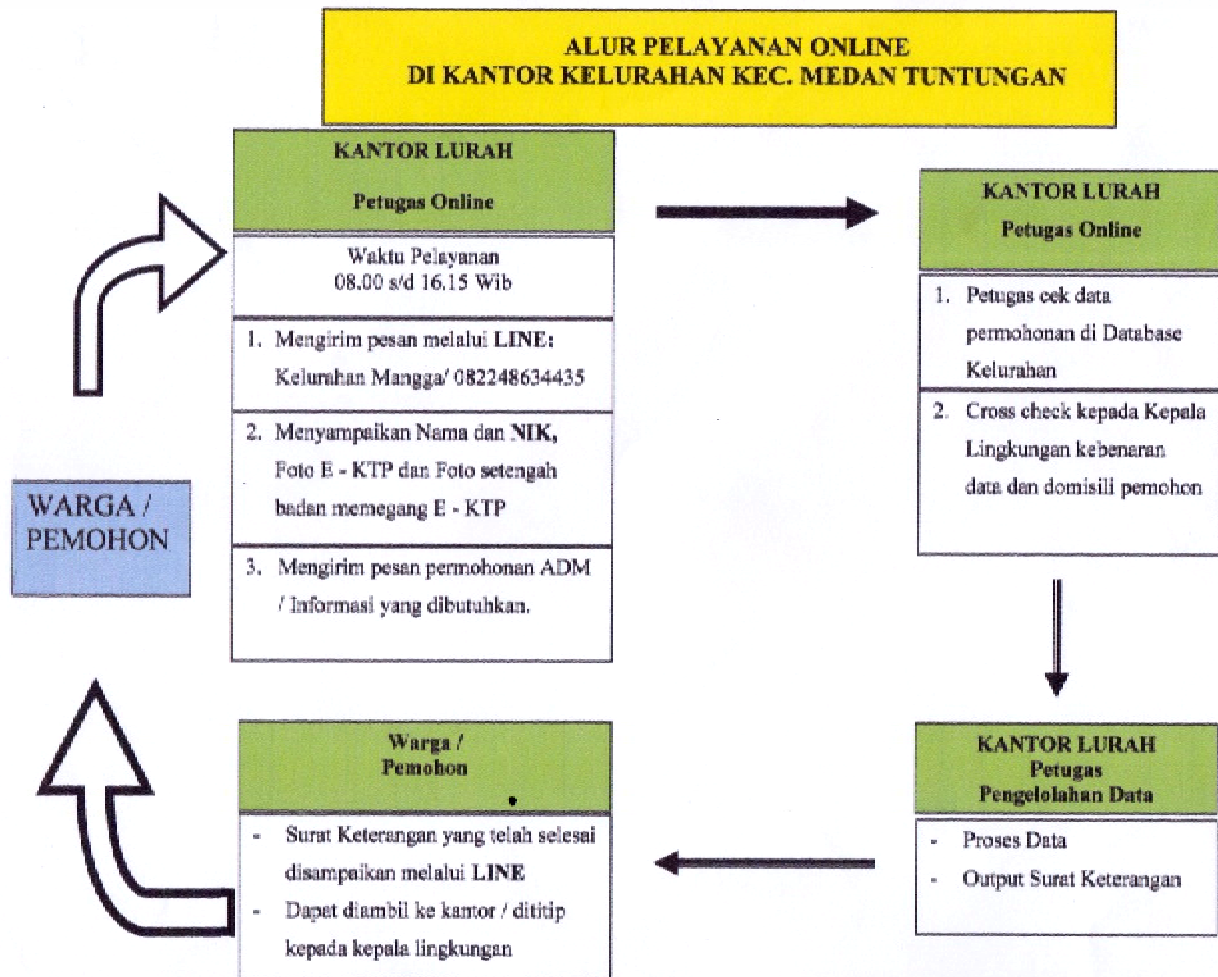 ALUR PELAYANAN ONLINE
DI KANTOR KELURAHAN KEC. MEDAN TUNTUNGAN
WARGA /
PEMOHON
KANTOR LURAH
Petugas Online
Waktu Pelayanan
08.00 s/d 16.15 Wib
1. Mengirim pesan melalui LINE:
Kelurahan Mangga/ 082248634435
2. Menyampaikan Nama dan NIK,
Foto E - KTP dan Foto setengah
badan memegang E - KTP
3. Mengirim pesan permohonan ADM
/ Informasi yang dibutuhkan.
KANTOR LURAH
Petugas Online
1. Petugas cek data
permohonan di Database
Kelurahan
2. Cross check kepada Kepala
Lingkungan kebenaran
data dan domisili pemohon
KANTOR LURAH
Petugas
Pengelolahan Data
- Proses Data
- Output Surat Keterangan
Warga /
Pemohon
- Surat Keterangan yang telah selesai
disampaikan melalui LINE
- Dapat diambil ke kantor / dititip
kepada kepala lingkungan